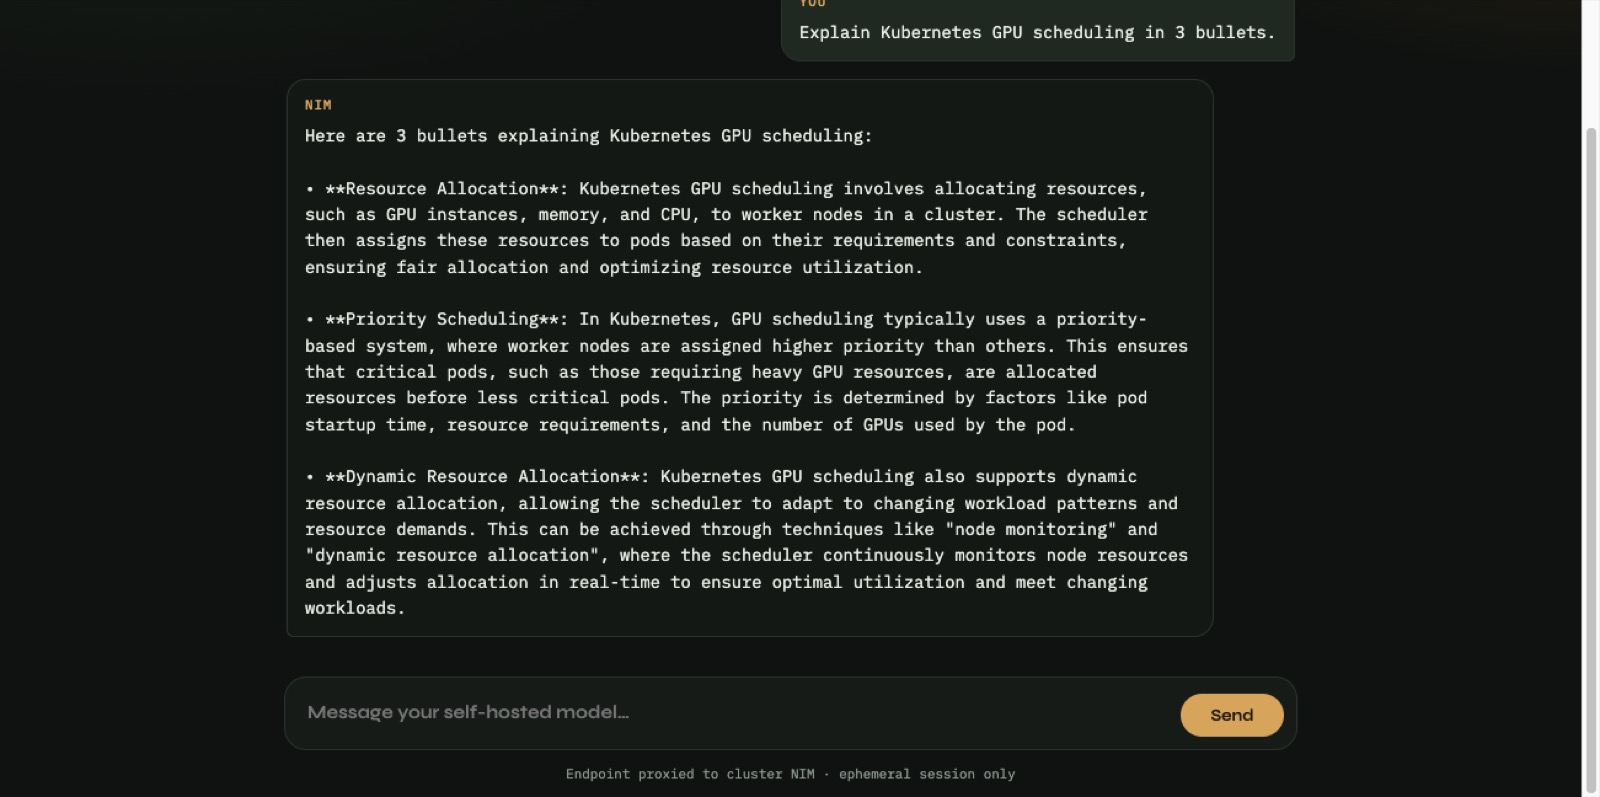 YOU
Explain Kubernetes GPU scheduling in 3 bullets.
NIM
Here are 3 bullets explaining Kubernetes GPU scheduling:
• **Resource Allocation**: Kubernetes GPU scheduling involves allocating resources,
such as GPU instances, memory, and CPU, to worker nodes in a cluster. The scheduler
then assigns these resources to pods based on their requirements and constraints,
ensuring fair allocation and optimizing resource utilization.
• **Priority Scheduling**: In Kubernetes, GPU scheduling typically uses a priority-
based system, where worker nodes are assigned higher priority than others. This ensures
that critical pods, such as those requiring heavy GPU resources, are allocated
resources before less critical pods. The priority is determined by factors like pod
startup time, resource requirements, and the number of GPUs used by the pod.
• **Dynamic Resource Allocation**: Kubernetes GPU scheduling also supports dynamic
resource allocation, allowing the scheduler to adapt to changing workload patterns and
resource demands. This can be achieved through techniques like "node monitoring" and
"dynamic resource allocation", where the scheduler continuously monitors node resources
and adjusts allocation in real-time to ensure optimal utilization and meet changing
workloads.
Message your self-hosted model...
Send
Endpoint proxied to cluster NIM · ephemeral session only